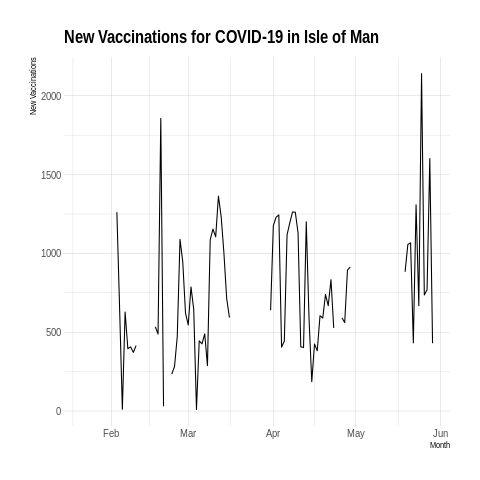 New Vaccinations for COVID-19 in Isle of Man
New Vaccinations
2000
1500
1000
500
0
Feb Mar Apr May Jun
Month